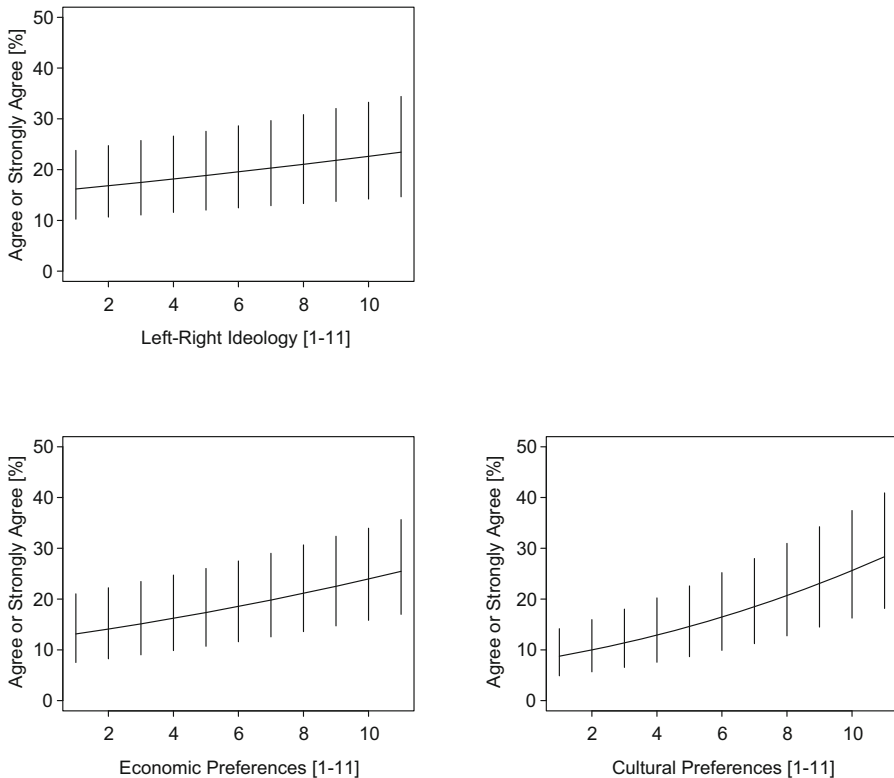 Agree or Strongly Agree [%]
50
40
30
20
10
0
2 4 6 8 10
Left-Right Ideology [1-11]
Agree or Strongly Agree [%]
50
40
30
20
10
0
2 4 6 8 10
Economic Preferences [1-11]
Agree or Strongly Agree [%]
50
40
30
20
10
0
2 4 6 8 10
Cultural Preferences [1-11]